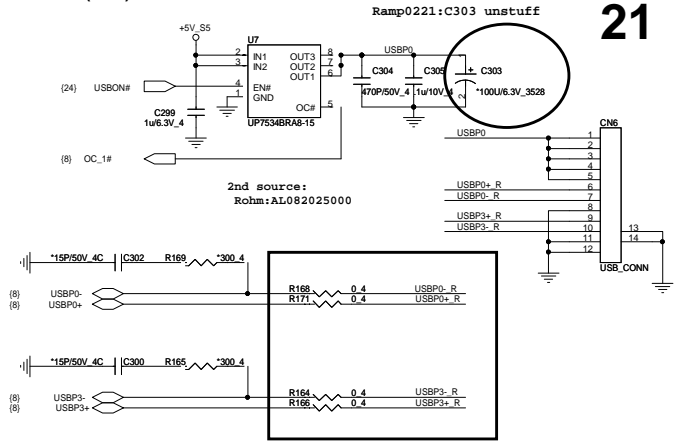 Ramp0221:C303 unstuff
21
+5V_S5
U7
2 IN1 OUT3 8
3 IN2 OUT2 7
OUT1 6
4 EN#
1 GND
OC# 5
UP7534BRA8-15
{24} USBON#
C299
1u/6.3V_4
{8} OC_1#
USBP0
C304
470P/50V_4
C305
.1u/10V_4
1
+
C303
2
*100U/6.3V_3528
2nd source:
Rohm:AL082025000
CN6
USBP0 1
2
3
4
5
USBP0+_R 6
USBP0-_R 7
8
USBP3+_R 9
USBP3-_R 10
11
12
13
14
USB_CONN
*15P/50V_4C C302 R169 *300_4
{8} USBP0- R168 0_4 USBP0-_R
{8} USBP0+ R171 0_4 USBP0+_R
*15P/50V_4C C300 R165 *300_4
{8} USBP3- R164 0_4 USBP3-_R
{8} USBP3+ R166 0_4 USBP3+_R